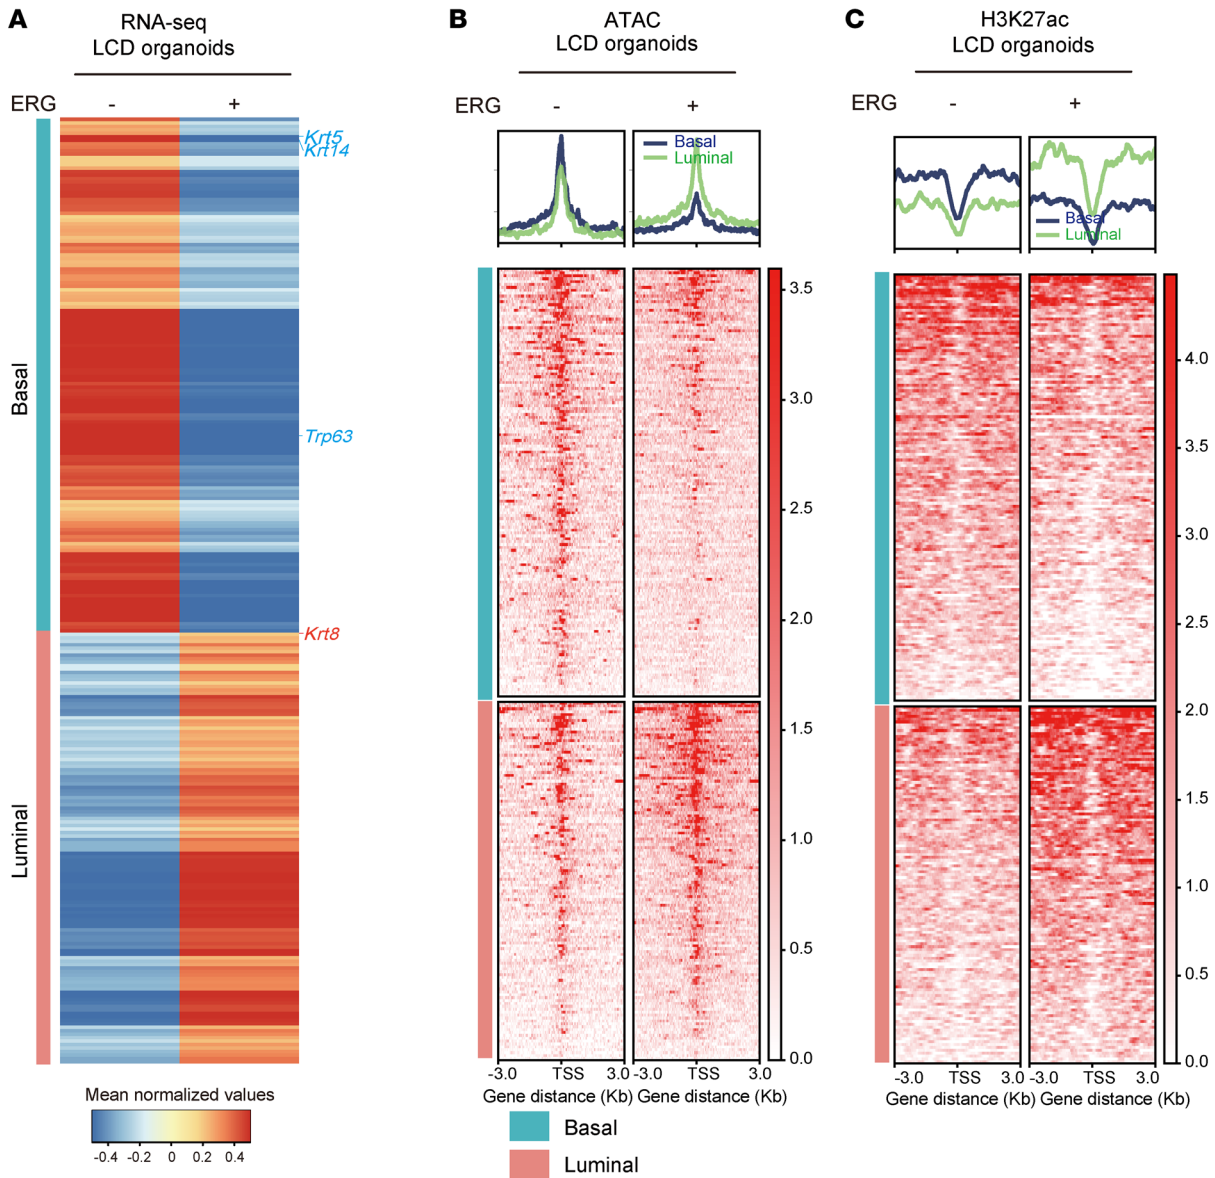 A
RNA-seq
LCD organoids
ERG - +
Krt5
Krt14
Trp63
Krt8
Basal
Luminal
Mean normalized values
-0.4 -0.2 0 0.2 0.4
B
ATAC
LCD organoids
ERG - +
Basal
Luminal
3.5
3.0
2.5
2.0
1.5
1.0
0.5
0.0
-3.0 TSS 3.0 -3.0 TSS 3.0
Gene distance (Kb) Gene distance (Kb)
Basal
Luminal
C
H3K27ac
LCD organoids
ERG - +
Basal
Luminal
4.0
3.5
3.0
2.5
2.0
1.5
1.0
0.5
0.0
-3.0 TSS 3.0 -3.0 TSS 3.0
Gene distance (Kb) Gene distance (Kb)